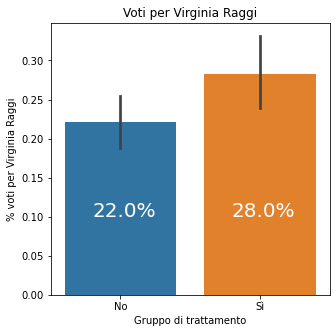 Voti per Virginia Raggi
% voti per Virginia Raggi
0.30
0.25
0.20
0.15
0.10
0.05
0.00
22.0%
28.0%
No
Sì
Gruppo di trattamento